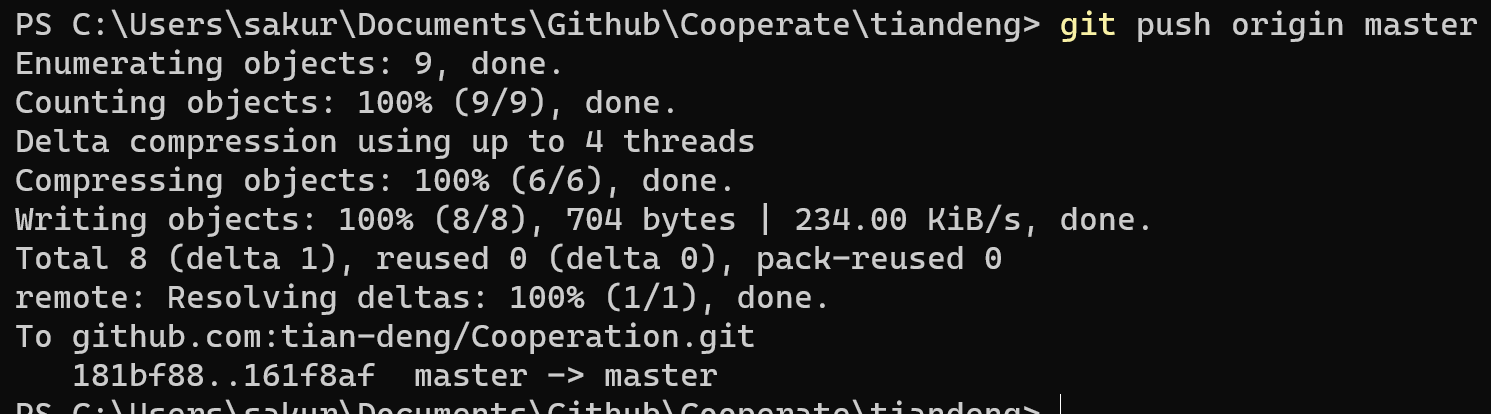 PS C:\Users\sakur\Documents\Github\Cooperate\tiandeng> git push origin master
Enumerating objects: 9, done.
Counting objects: 100% (9/9), done.
Delta compression using up to 4 threads
Compressing objects: 100% (6/6), done.
Writing objects: 100% (8/8), 704 bytes | 234.00 KiB/s, done.
Total 8 (delta 1), reused 0 (delta 0), pack-reused 0
remote: Resolving deltas: 100% (1/1), done.
To github.com:tian-deng/Cooperation.git
   181bf88..161f8af  master -> master
PS C:\Users\sakur\Documents\Github\Cooperate\tiandeng>